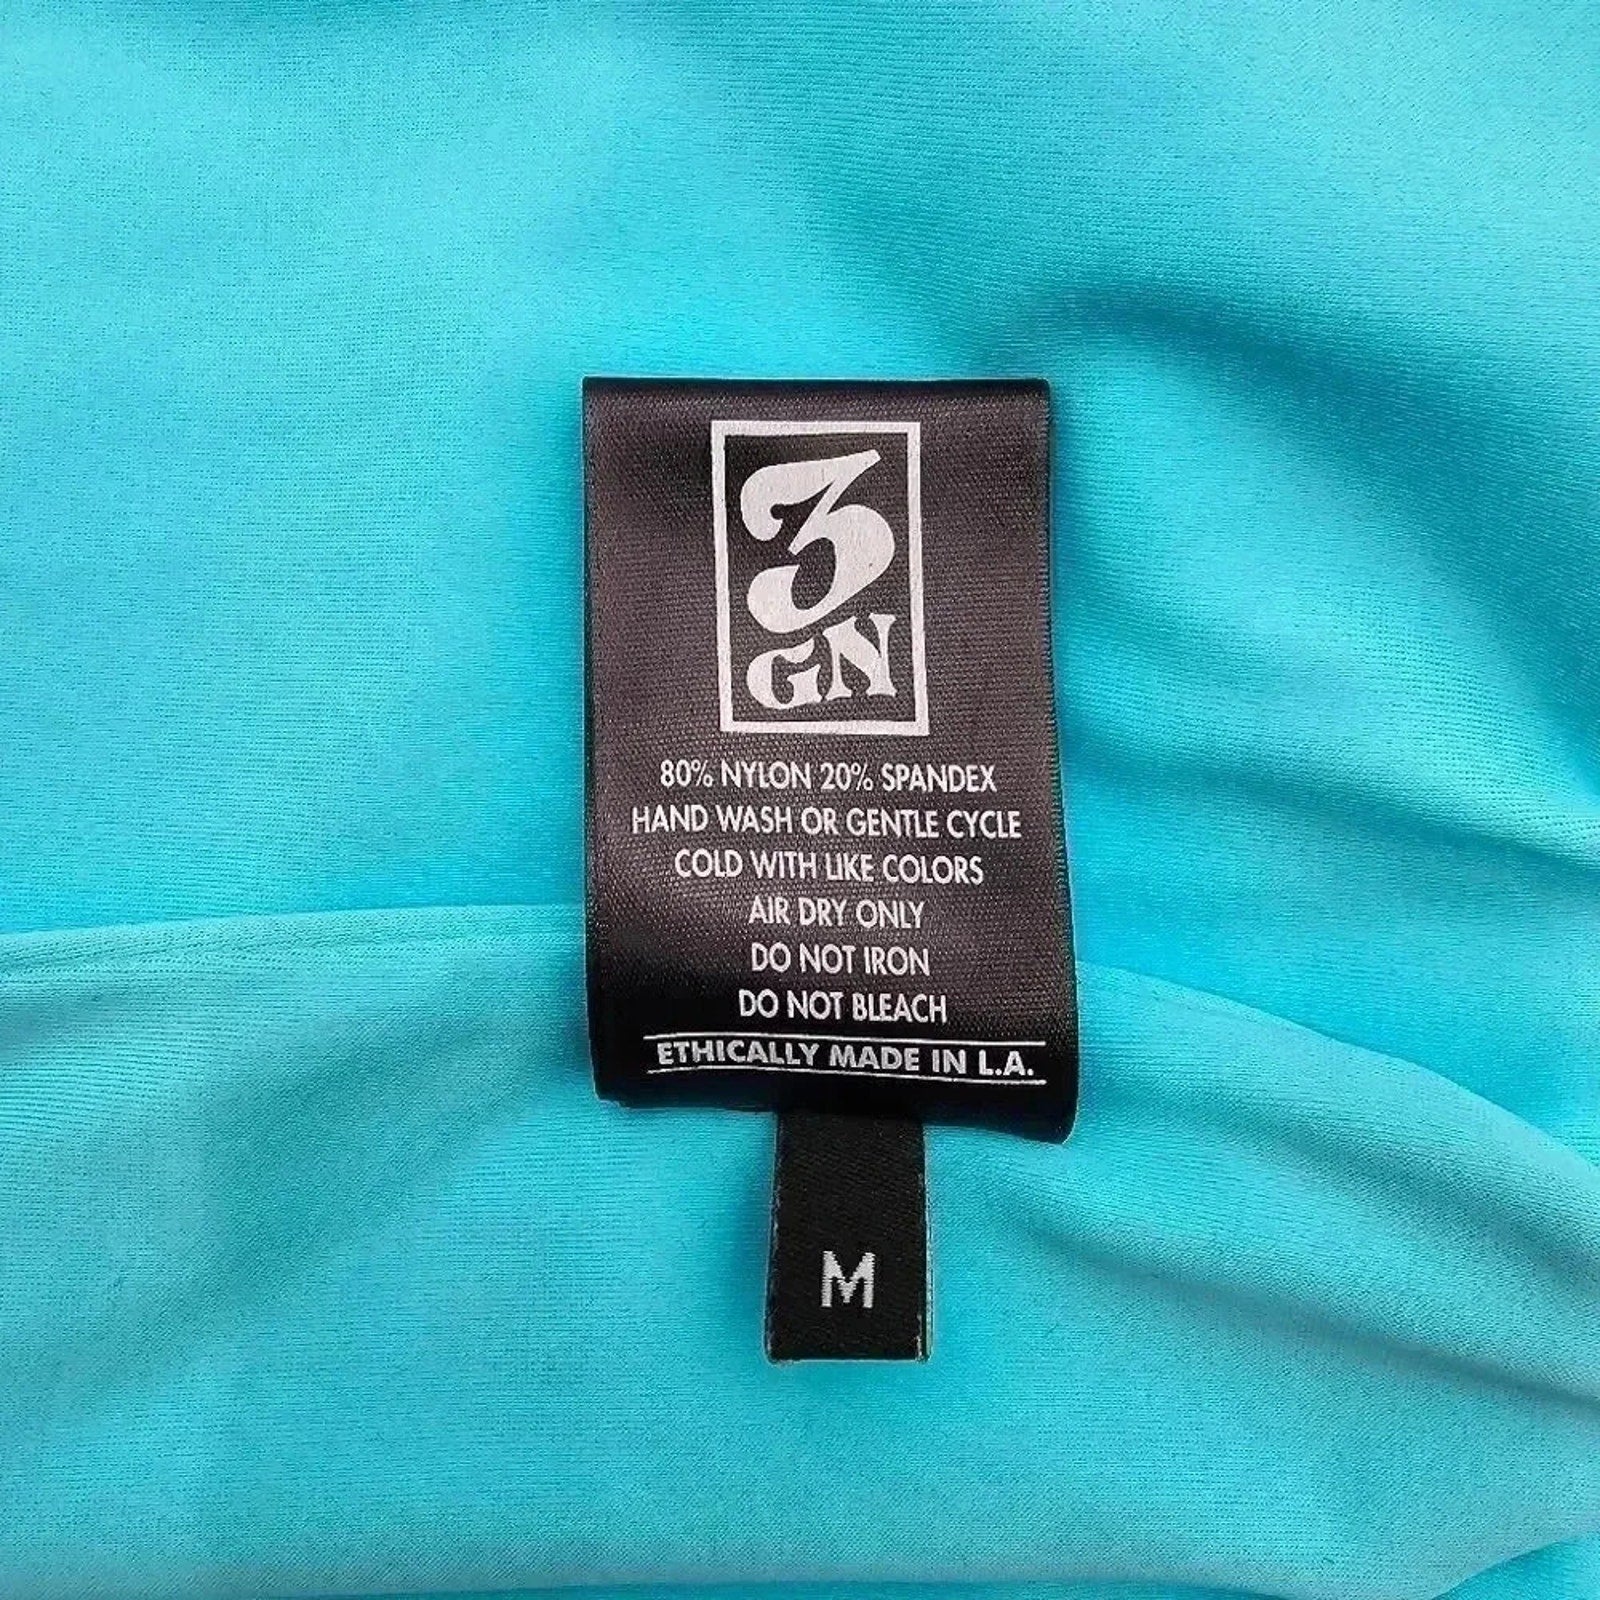 3
GN
80% NYLON 20% SPANDEX
HAND WASH OR GENTLE CYCLE
COLD WITH LIKE COLORS
AIR DRY ONLY
DO NOT IRON
DO NOT BLEACH
ETHICALLY MADE IN L.A.
M